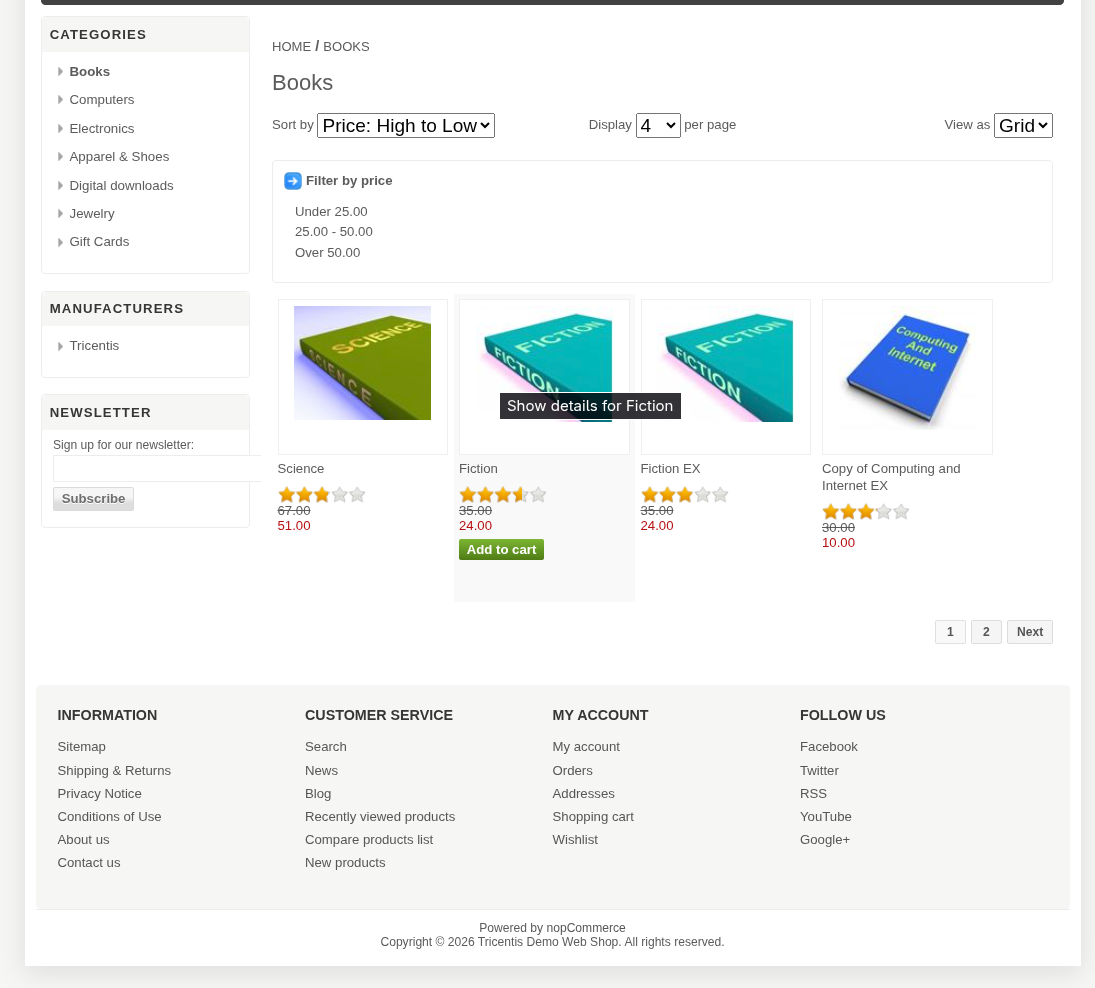 CATEGORIES
Books
Computers
Electronics
Apparel & Shoes
Digital downloads
Jewelry
Gift Cards
MANUFACTURERS
Tricentis
NEWSLETTER
Sign up for our newsletter:
Subscribe
HOME / BOOKS
Books
Sort by Price: High to Low Display 4 per page View as Grid
Filter by price
Under 25.00
25.00 - 50.00
Over 50.00
SCIENCE
SCIENCE
Science
67.00
51.00
FICTION
FICTION
Show details for Fiction
Fiction
35.00
24.00
Add to cart
FICTION
FICTION
Fiction EX
35.00
24.00
Computing
And
Internet
Copy of Computing and
Internet EX
30.00
10.00
1 2 Next
INFORMATION
Sitemap
Shipping & Returns
Privacy Notice
Conditions of Use
About us
Contact us
CUSTOMER SERVICE
Search
News
Blog
Recently viewed products
Compare products list
New products
MY ACCOUNT
My account
Orders
Addresses
Shopping cart
Wishlist
FOLLOW US
Facebook
Twitter
RSS
YouTube
Google+
Powered by nopCommerce
Copyright © 2026 Tricentis Demo Web Shop. All rights reserved.